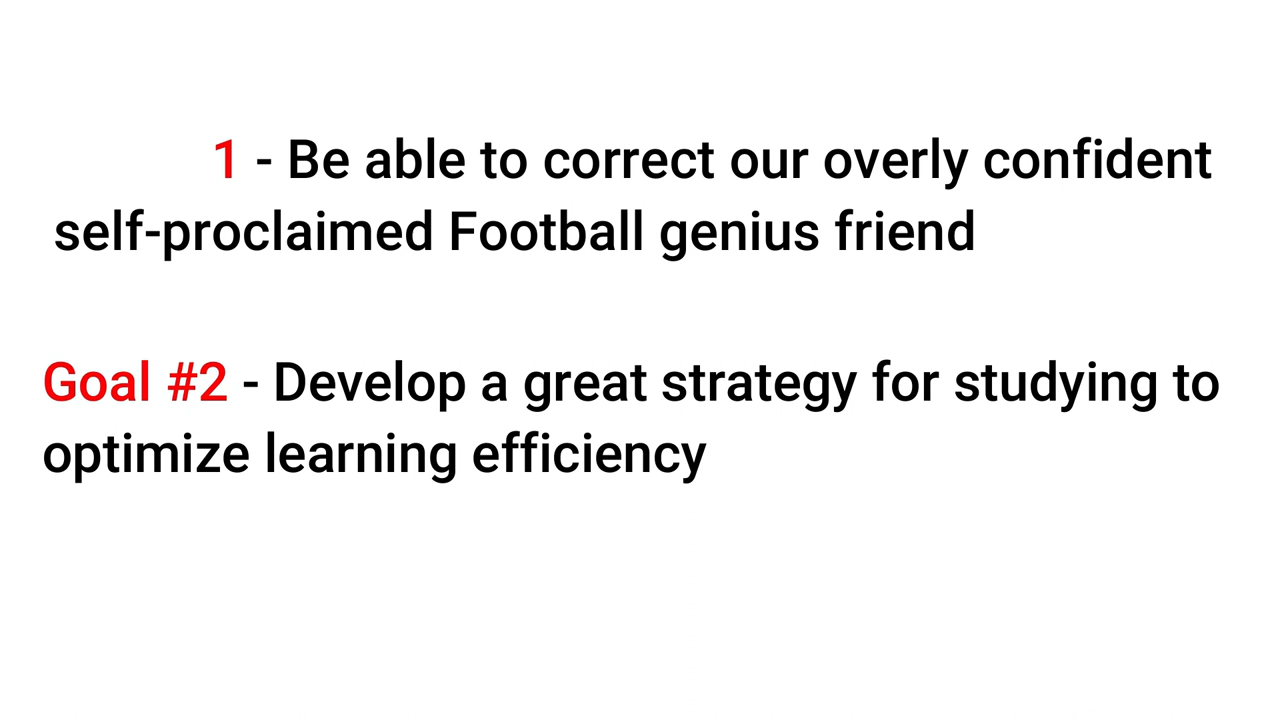 1 - Be able to correct our overly confident
self-proclaimed Football genius friend
Goal #2 - Develop a great strategy for studying to
optimize learning efficiency